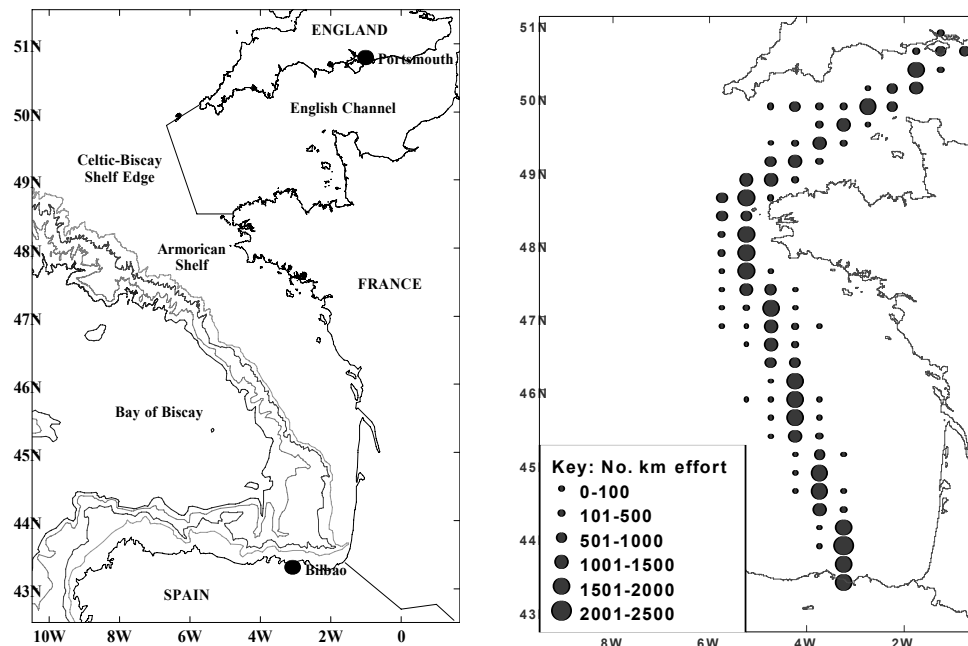 51N
50N
49N
48N
47N
46N
45N
44N
43N
10W 8W 6W 4W 2W 0
ENGLAND
Portsmouth
English Channel
Celtic-Biscay
Shelf Edge
Armorican
Shelf
FRANCE
Bay of Biscay
Bilbao
SPAIN
51N
50N
49N
48N
47N
46N
45N
44N
43N
Key: No. km effort
0-100
101-500
501-1000
1001-1500
1501-2000
2001-2500
8W 6W 4W 2W